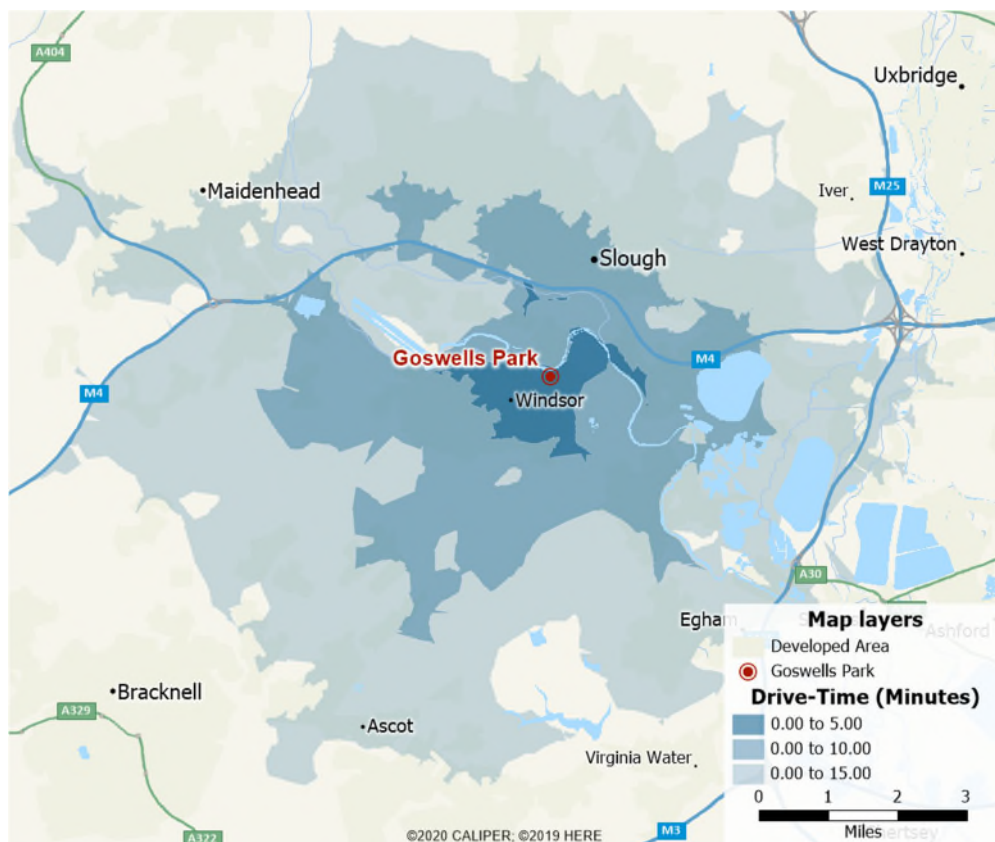 A404
Uxbridge
Maidenhead
Iver
M25
West Drayton
Slough
Goswells Park
M4
M4
Windsor
A30
Egham
Map layers
Developed Area
Ashford
Goswells Park
Drive-Time (Minutes)
0.00 to 5.00
0.00 to 10.00
0.00 to 15.00
Bracknell
A329
Ascot
Virginia Water
0 1 2 3
Miles
A322
©2020 CALIPER; ©2019 HERE
M3